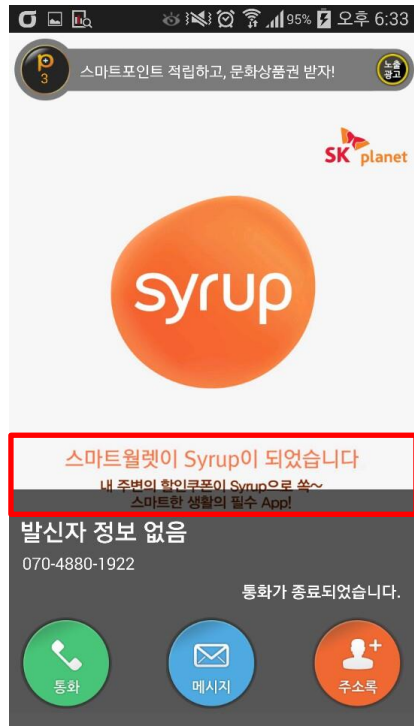 95% 오후 6:33
P
3
스마트포인트 적립하고, 문화상품권 받자!
노출
광고
SK planet
syrup
스마트월렛이 Syrup이 되었습니다
내 주변의 할인쿠폰이 Syrup으로 쏙~
스마트한 생활의 필수 App!
발신자 정보 없음
070-4880-1922
통화가 종료되었습니다.
통화
메시지
주소록